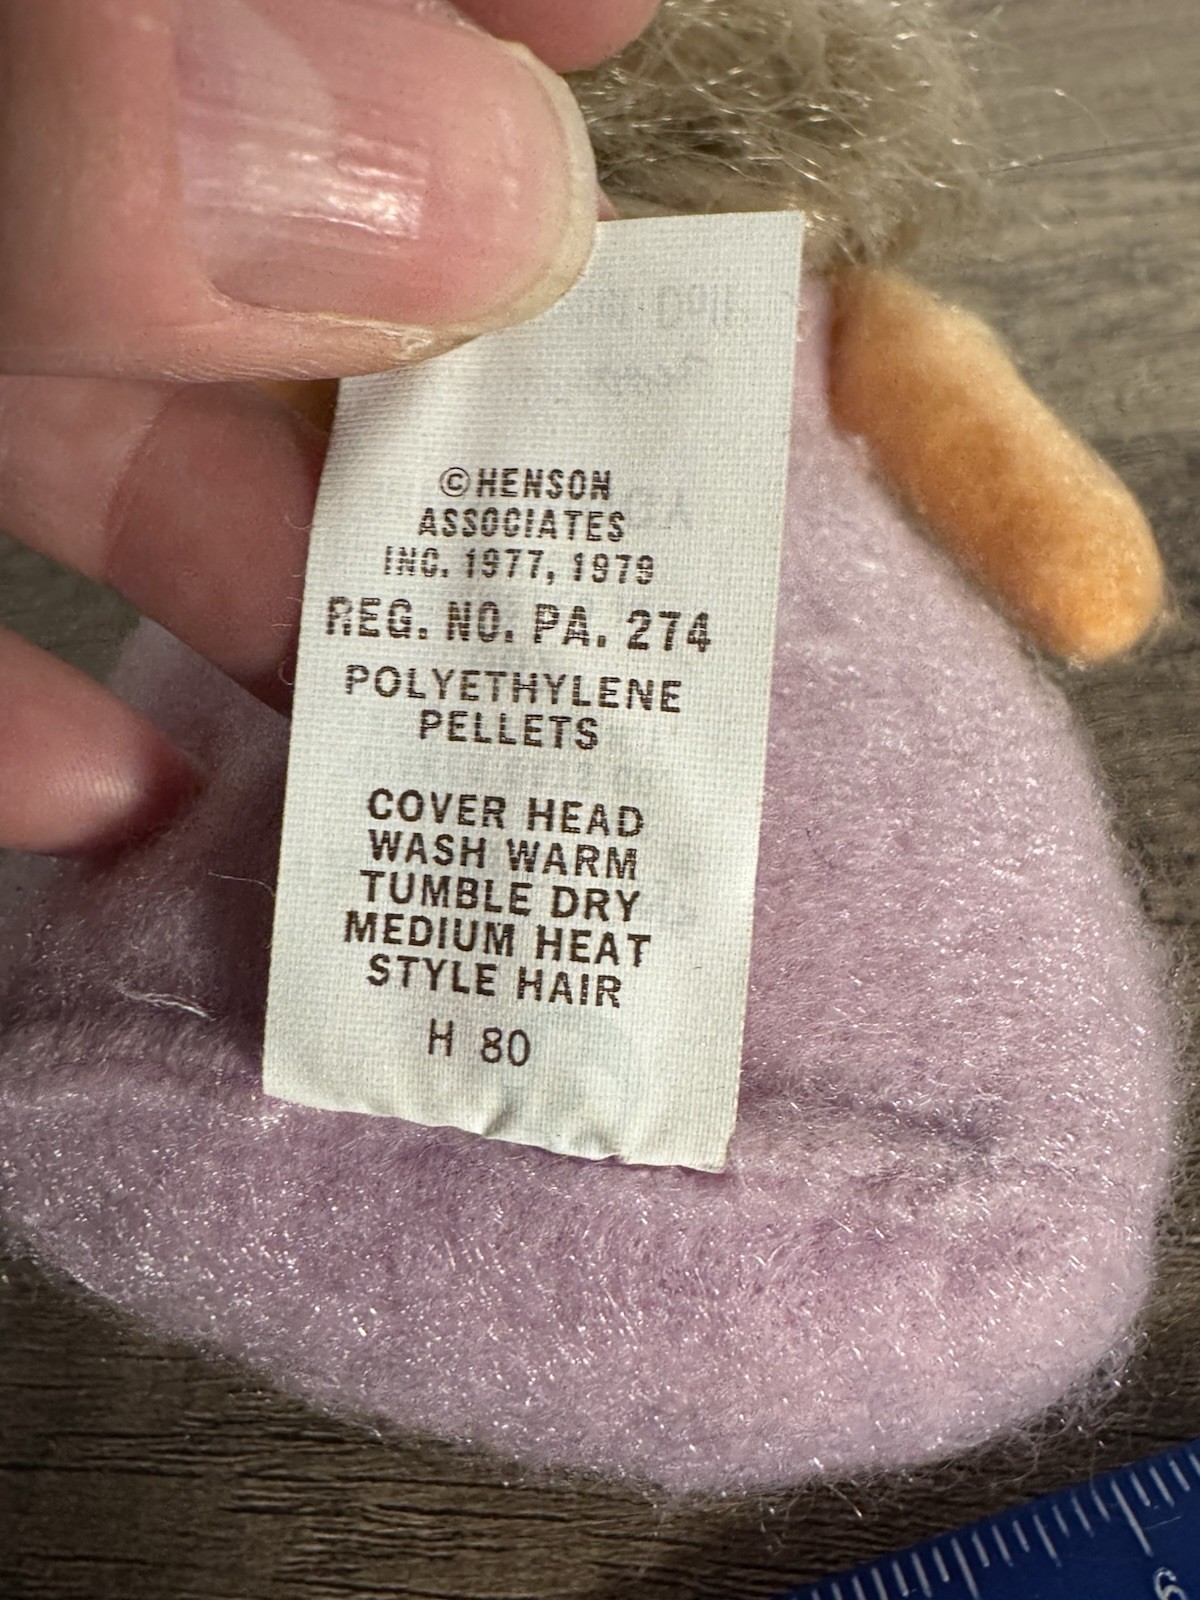 ©HENSON
ASSOCIATES
INC. 1977, 1979
REG. NO. PA. 274
POLYETHYLENE
PELLETS
COVER HEAD
WASH WARM
TUMBLE DRY
MEDIUM HEAT
STYLE HAIR
H 80